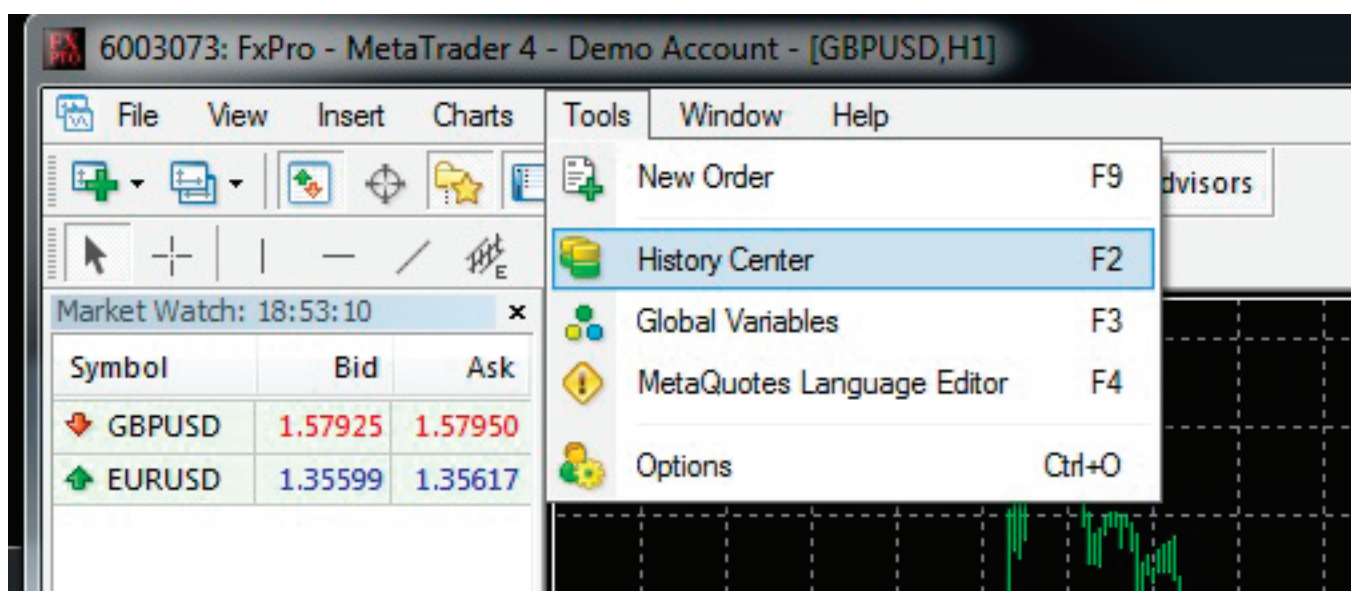 FX Pro
6003073: FxPro - MetaTrader 4 - Demo Account - [GBPUSD,H1]
File View Insert Charts Tools Window Help
New Order F9
dvisors
History Center F2
E
Market Watch: 18:53:10
Global Variables F3
Symbol Bid Ask
MetaQuotes Language Editor F4
GBPUSD 1.57925 1.57950
EURUSD 1.35599 1.35617
Options Ctrl+O